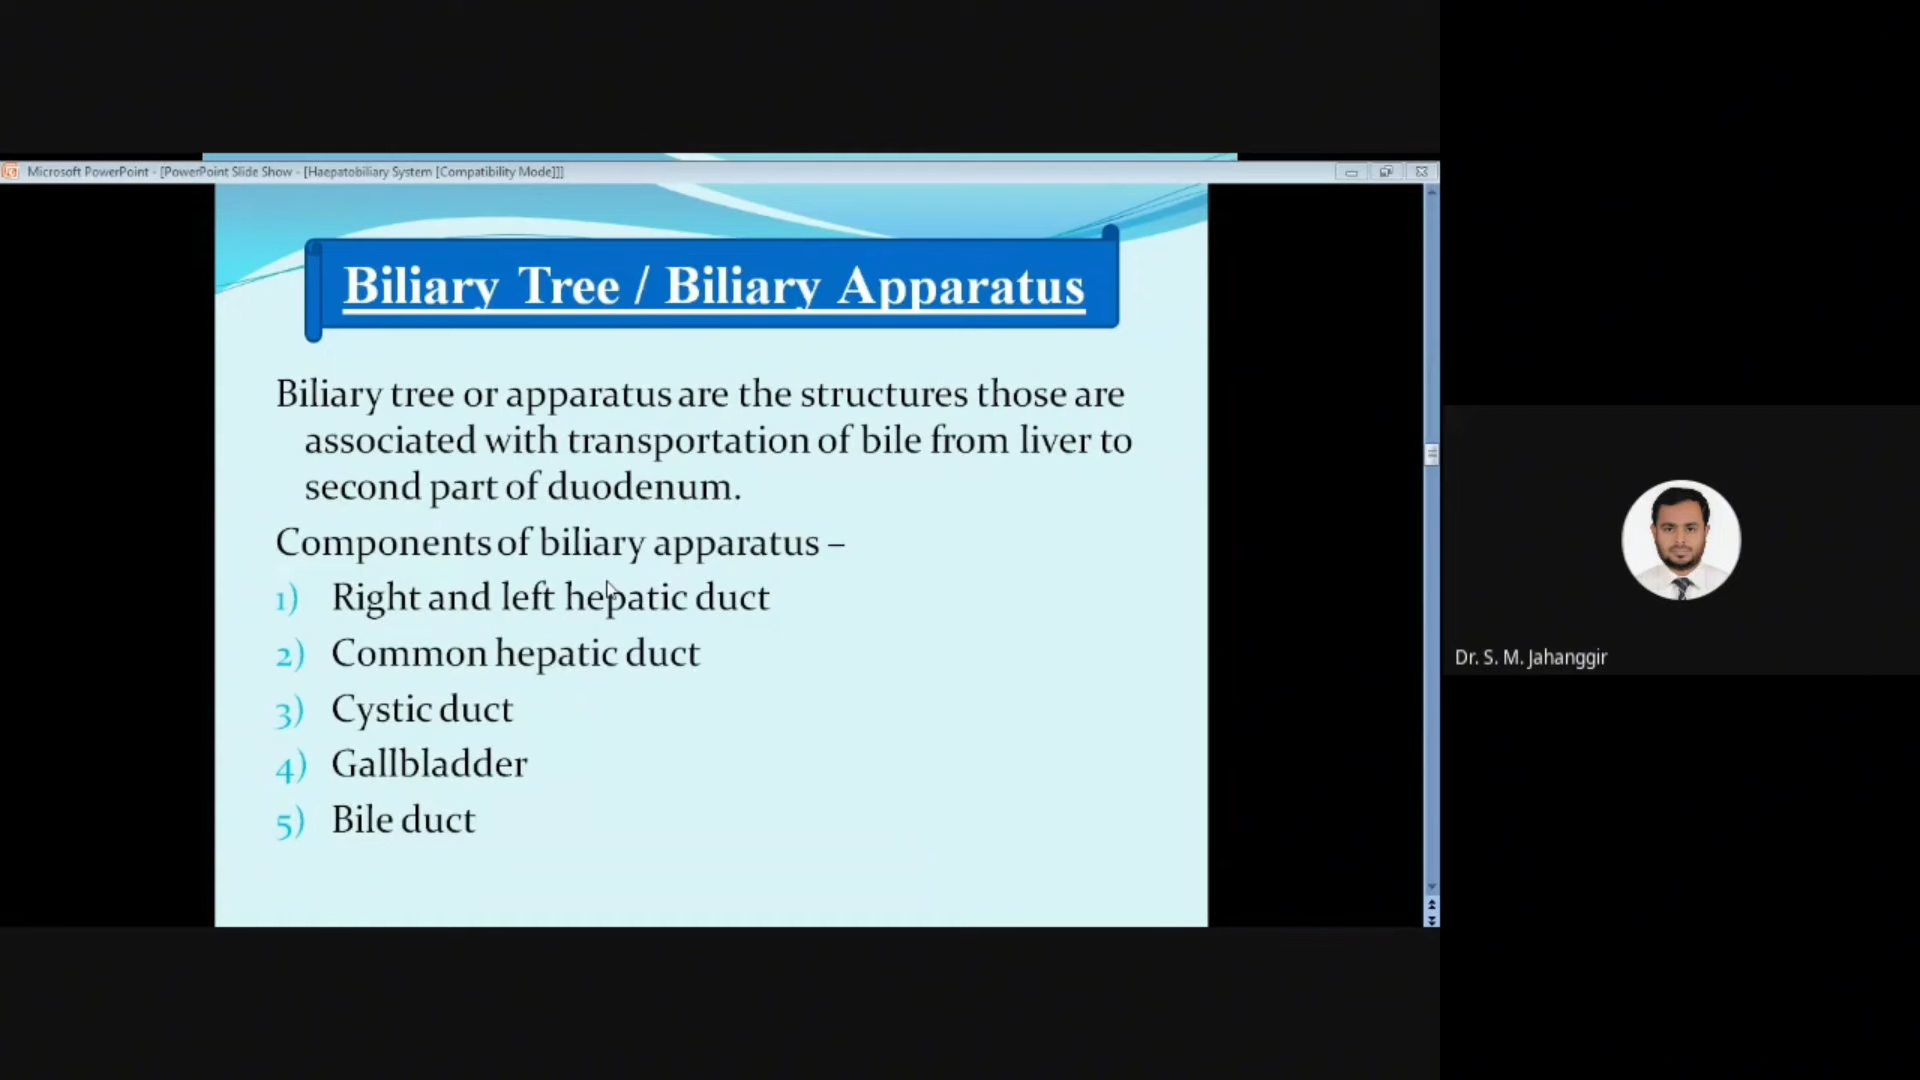 Microsoft PowerPoint - [PowerPoint Slide Show - [Haepatobiliary System [Compatibility Mode]]]
Biliary Tree / Biliary Apparatus
Biliary tree or apparatus are the structures those are
associated with transportation of bile from liver to
second part of duodenum.
Components of biliary apparatus –
1) Right and left hepatic duct
2) Common hepatic duct
3) Cystic duct
4) Gallbladder
5) Bile duct
Dr. S. M. Jahanggir